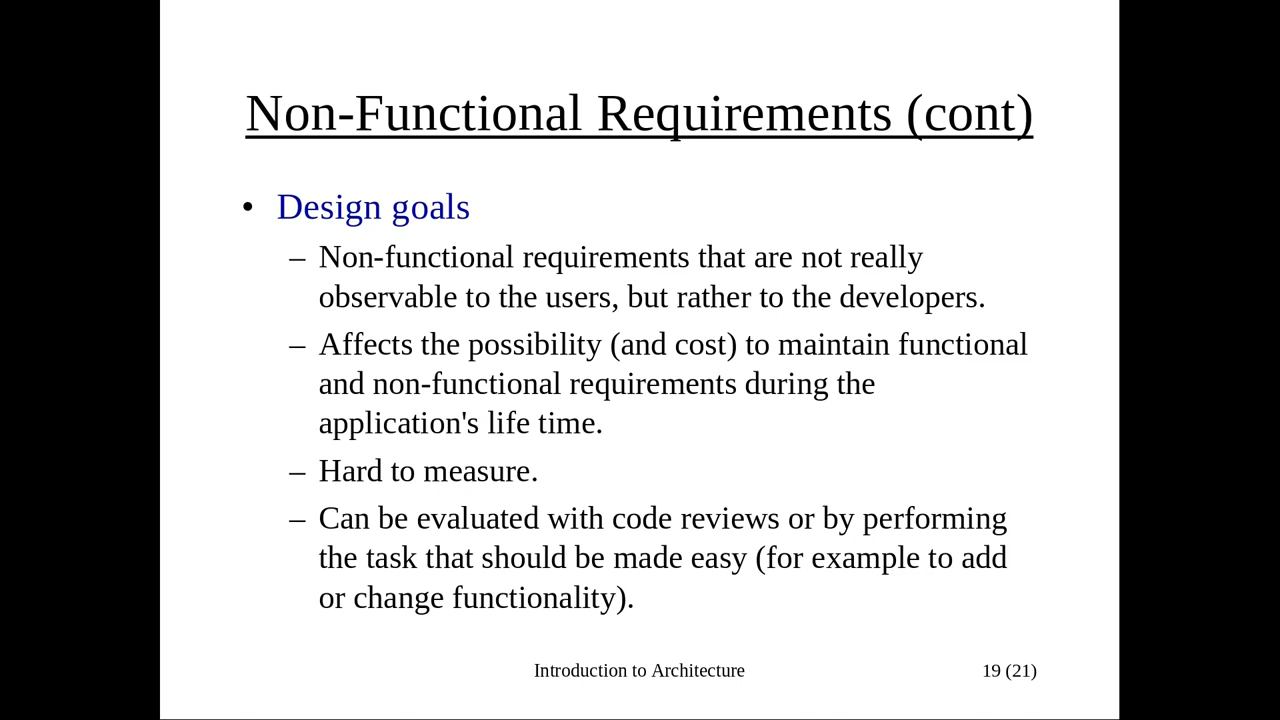 Non-Functional Requirements (cont)
• Design goals
– Non-functional requirements that are not really
observable to the users, but rather to the developers.
– Affects the possibility (and cost) to maintain functional
and non-functional requirements during the
application's life time.
– Hard to measure.
– Can be evaluated with code reviews or by performing
the task that should be made easy (for example to add
or change functionality).
Introduction to Architecture
19 (21)